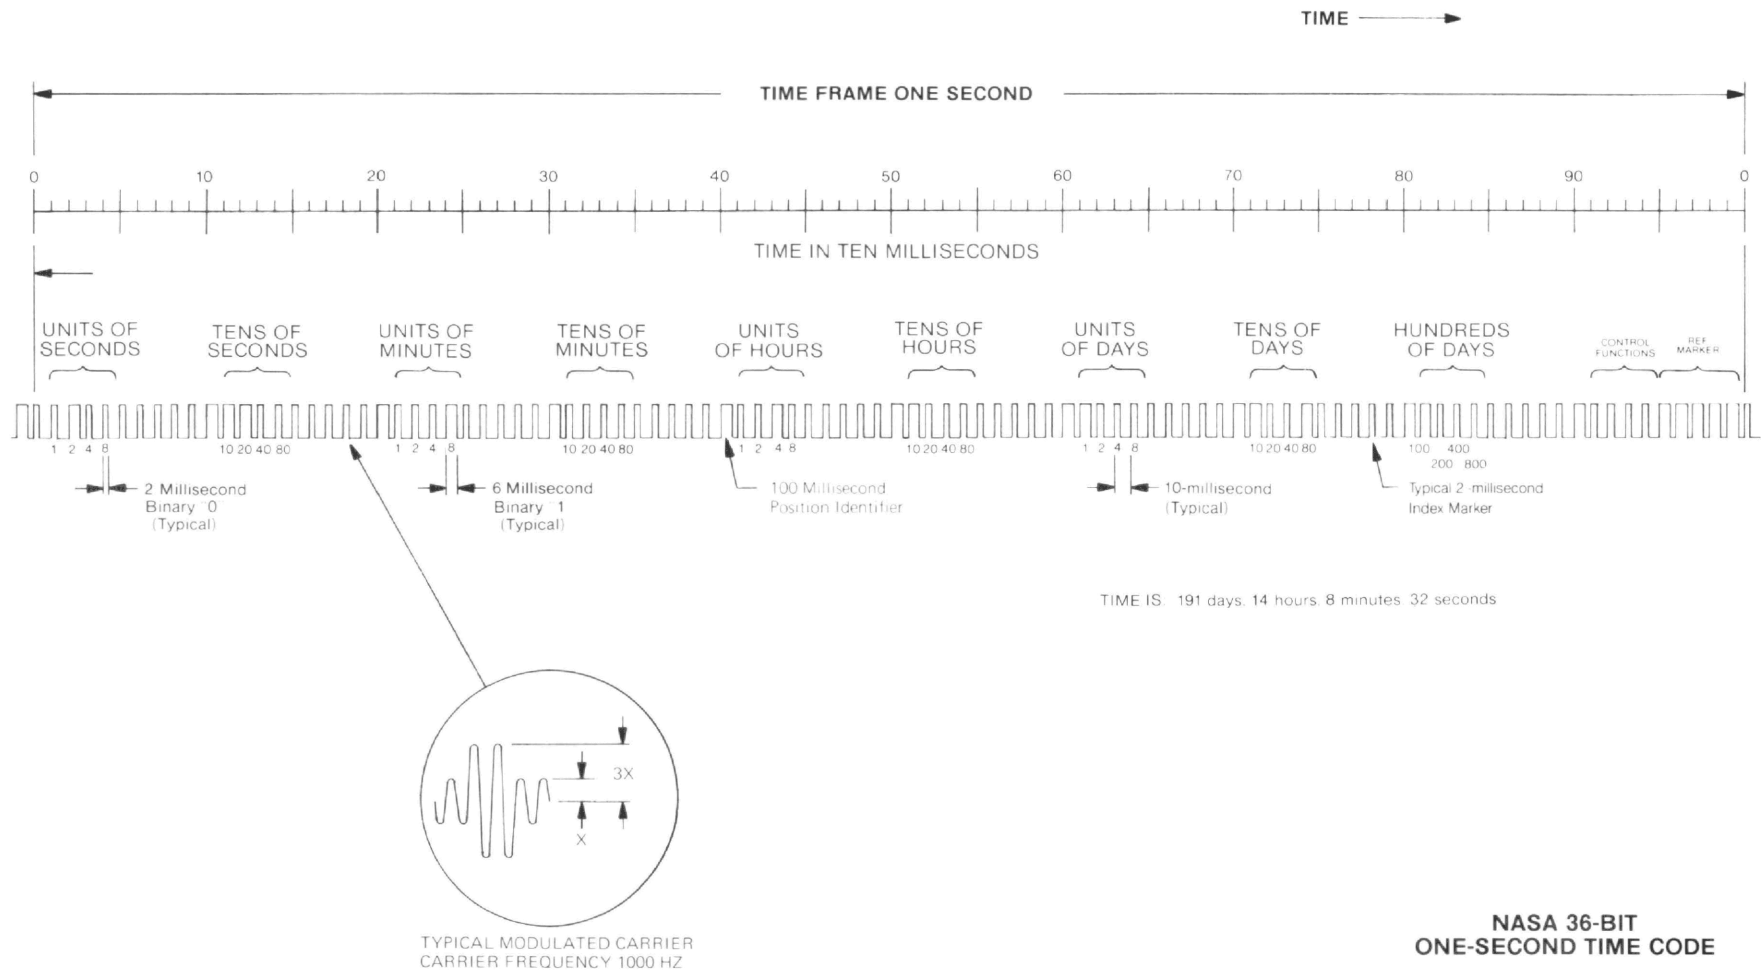 TIME
TIME FRAME ONE SECOND
0 10 20 30 40 50 60 70 80 90 0
TIME IN TEN MILLISECONDS
UNITS OF
SECONDS
TENS OF
SECONDS
UNITS OF
MINUTES
TENS OF
MINUTES
UNITS
OF HOURS
TENS OF
HOURS
UNITS
OF DAYS
TENS OF
DAYS
HUNDREDS
OF DAYS
CONTROL
FUNCTIONS
REF.
MARKER
1 2 4 8
10 20 40 80
1 2 4 8
10 20 40 80
1 2 4 8
10 20 40 80
1 2 4 8
10 20 40 80
100 400
200 800
2 Millisecond
Binary "0
(Typical)
6 Millisecond
Binary "1
(Typical)
100 Millisecond
Position Identifier
10-millisecond
(Typical)
Typical 2-millisecond
Index Marker
TIME IS. 191 days. 14 hours. 8 minutes. 32 seconds
3X
X
TYPICAL MODULATED CARRIER
CARRIER FREQUENCY 1000 HZ
NASA 36-BIT
ONE-SECOND TIME CODE